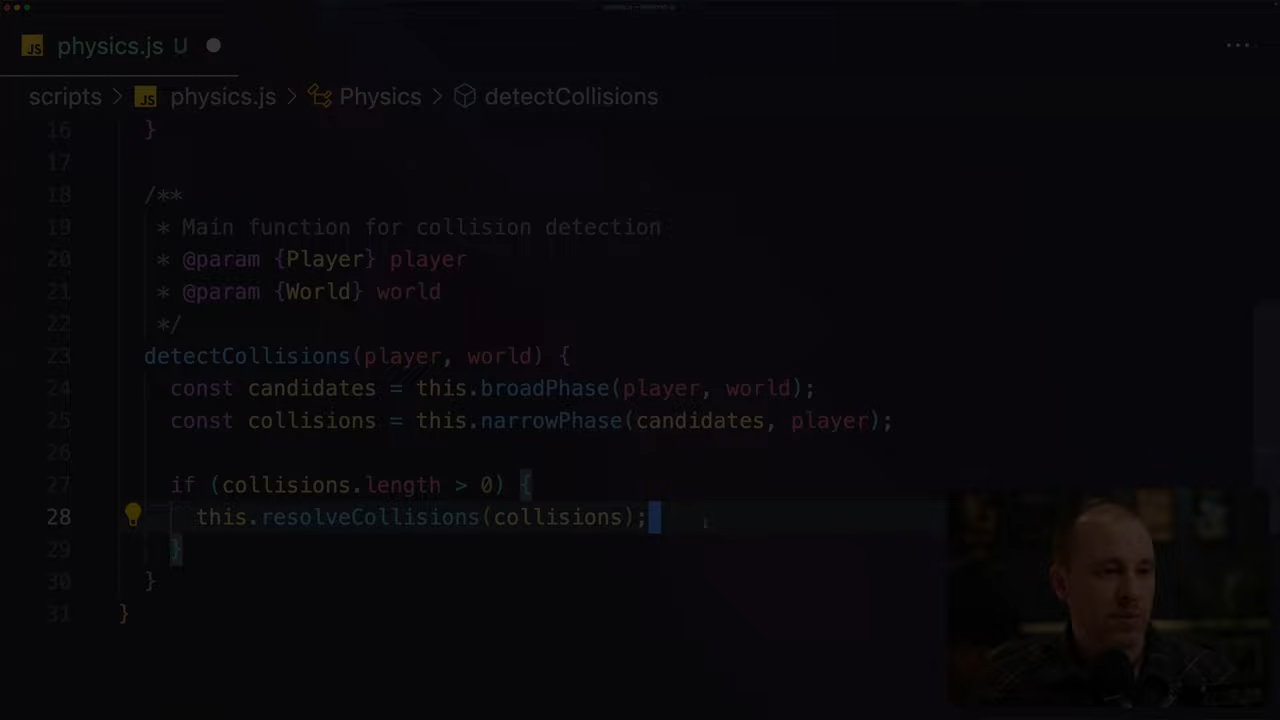 physics.js U
scripts > physics.js > Physics > detectCollisions
16 }
17
18 /**
19 * Main function for collision detection
20 * @param {Player} player
21 * @param {World} world
22 */
23 detectCollisions(player, world) {
24 const candidates = this.broadPhase(player, world);
25 const collisions = this.narrowPhase(candidates, player);
26
27 if (collisions.length > 0) {
28 this.resolveCollisions(collisions);
29 }
30 }
31 }